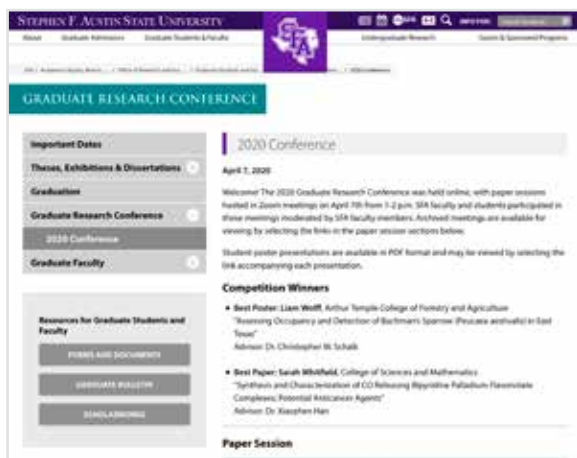 STEPHEN F. AUSTIN STATE UNIVERSITY
INFO FOR:
About Graduate Admissions Graduate Students & Faculty Undergraduate Research Grants & Sponsored Programs
SFA
GRADUATE RESEARCH CONFERENCE
Important Dates
Theses, Exhibitions & Dissertations
Graduation
Graduate Research Conference
2020 Conference
Graduate Faculty
Resources for Graduate Students and
Faculty
FORMS AND DOCUMENTS
GRADUATE BULLETIN
SCHOLARWORKS
2020 Conference
April 7, 2020
Welcome! The 2020 Graduate Research Conference was held online, with paper sessions
hosted in Zoom meetings on April 7th from 1-2 p.m. SFA faculty and students participated in
these meetings moderated by SFA faculty members. Archived meetings are available for
viewing by selecting the links in the paper session sections below.
Student poster presentations are available in PDF format and may be viewed by selecting the
link accompanying each presentation.
Competition Winners
• Best Poster: Liam Wolff, Arthur Temple College of Forestry and Agriculture
"Assessing Occupancy and Detection of Bachman's Sparrow (Peucaea aestivalis) in East
Texas"
Advisor: Dr. Christopher M. Schalk
• Best Paper: Sarah Whitfield, College of Sciences and Mathematics
"Synthesis and Characterization of CO Releasing Bipyridine Palladium Flavonolate
Complexes: Potential Anticancer Agents"
Advisor: Dr. Xiaozhen Han
Paper Session